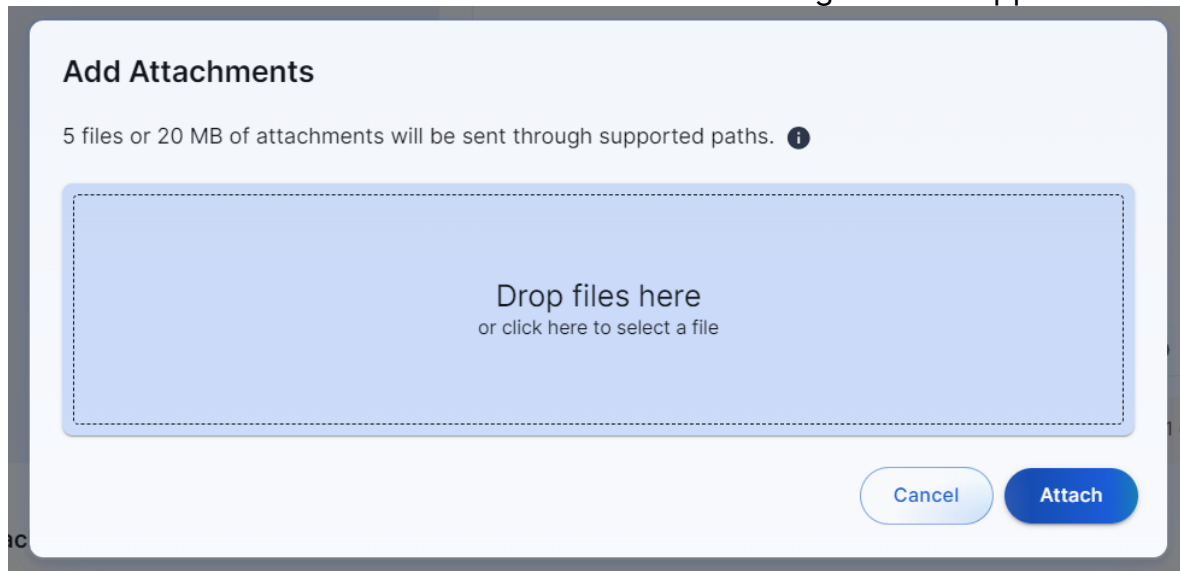 Add Attachments
5 files or 20 MB of attachments will be sent through supported paths.
Drop files here
or click here to select a file
Cancel Attach